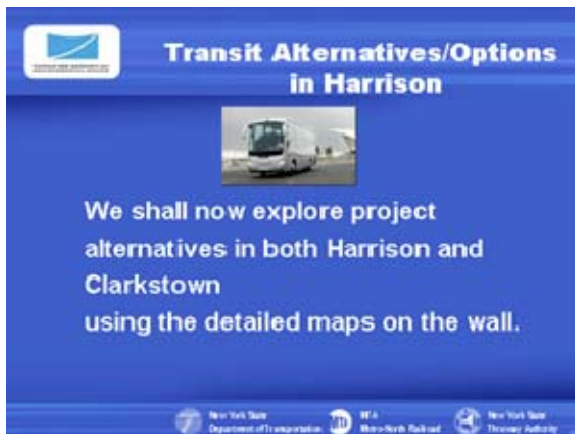 Transit Alternatives/Options
in Harrison
We shall now explore project
alternatives in both Harrison and
Clarkstown
using the detailed maps on the wall.
New York State
Department of Transportation
MTA
Metro-North Railroad
New York State
Thruway Authority